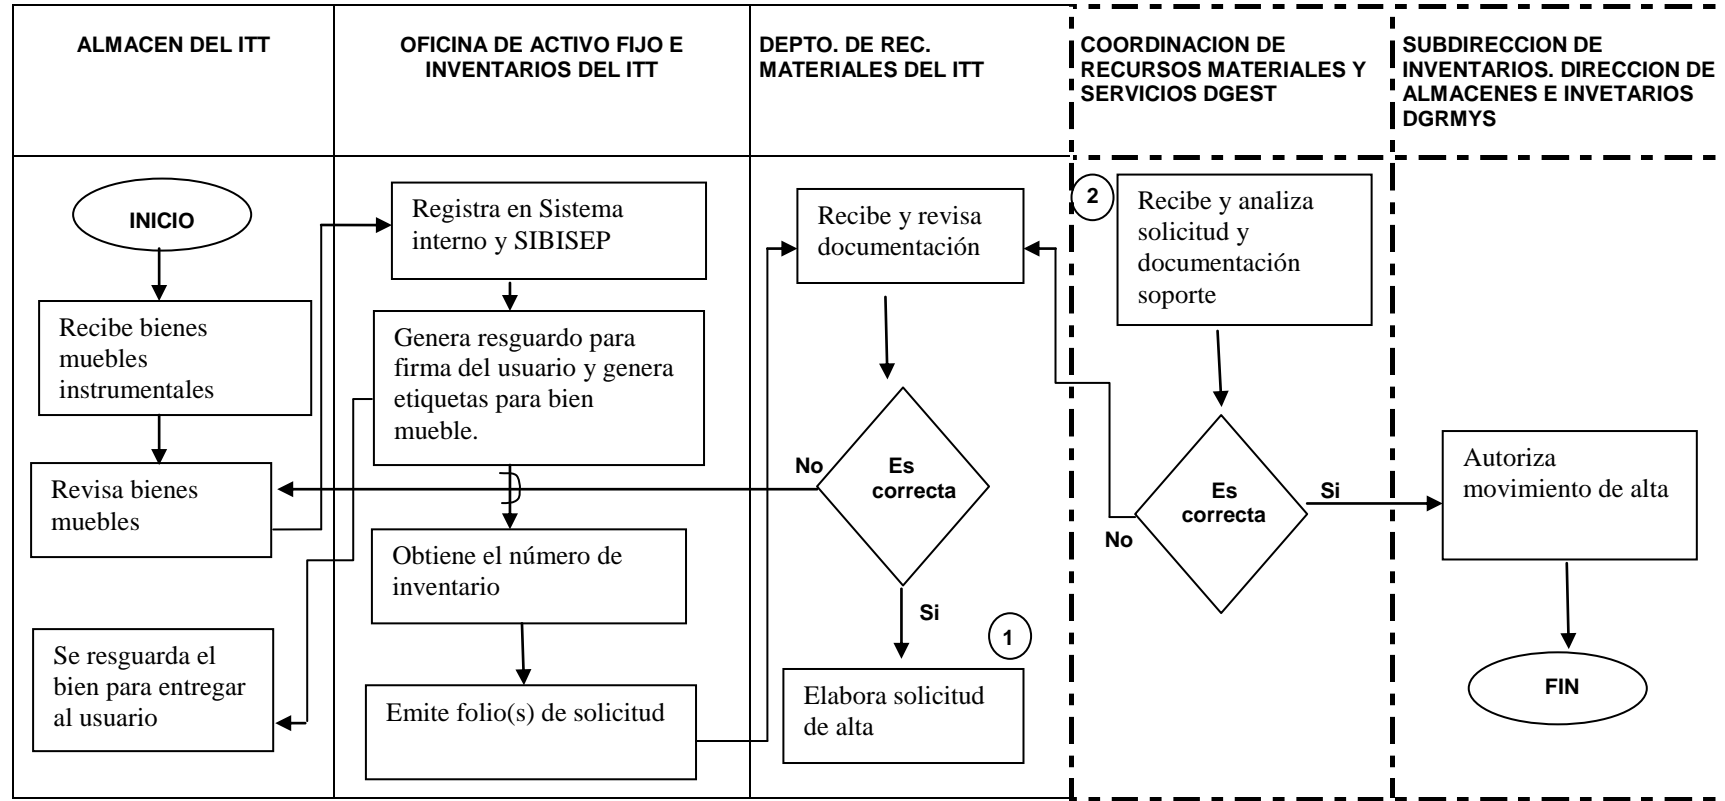 ALMACEN DEL ITT
OFICINA DE ACTIVO FIJO E
INVENTARIOS DEL ITT
DEPTO. DE REC.
MATERIALES DEL ITT
COORDINACION DE
RECURSOS MATERIALES Y
SERVICIOS DGEST
SUBDIRECCION DE
INVENTARIOS. DIRECCION DE
ALMACENES E INVETARIOS
DGRMYS
INICIO
Recibe bienes
muebles
instrumentales
Revisa bienes
muebles
Se resguarda el
bien para entregar
al usuario
Registra en Sistema
interno y SIBISEP
Genera resguardo para
firma del usuario y genera
etiquetas para bien
mueble.
Obtiene el número de
inventario
Emite folio(s) de solicitud
Recibe y revisa
documentación
No
Es
correcta
Si
1
Elabora solicitud
de alta
2
Recibe y analiza
solicitud y
documentación
soporte
Es
correcta
No
Si
Autoriza
movimiento de alta
FIN